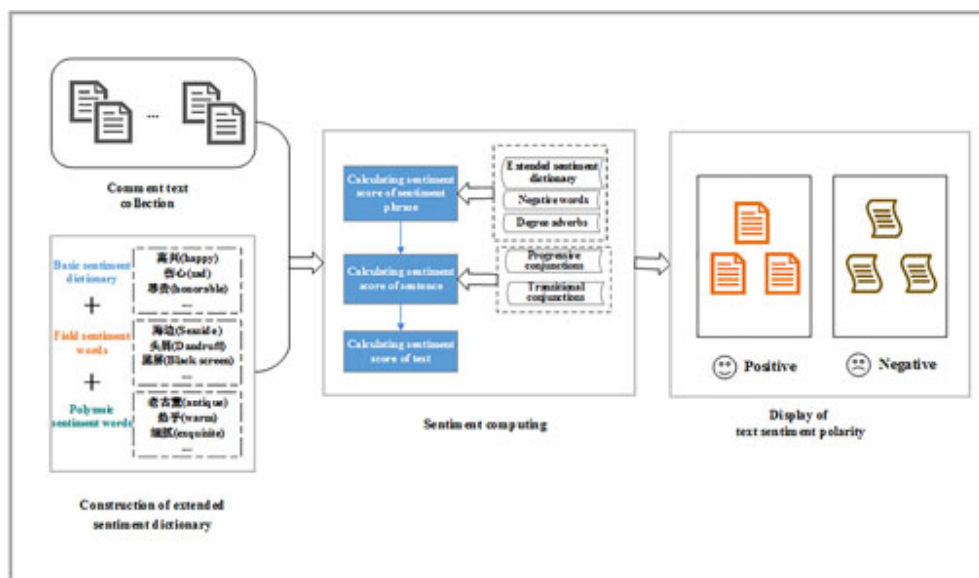 ...
Comment text
collection
Basic sentiment
dictionary
+
Field sentiment
words
+
Polysemic
sentiment words
高兴(happy)
伤心(sad)
尊贵(honorable)
...
海边(Seaside)
头屑(Dandruff)
黑屏(Black screen)
...
老古董(antique)
热乎(warm)
细腻(exquisite)
...
Construction of extended
sentiment dictionary
Calculating sentiment
score of sentiment
phrase
Calculating sentiment
score of sentence
Calculating sentiment
score of text
Extended sentiment
dictionary
Negative words
Degree adverbs
Progressive
conjunctions
Transitional
conjunctions
Sentiment computing
Positive
Negative
Display of
text sentiment polarity